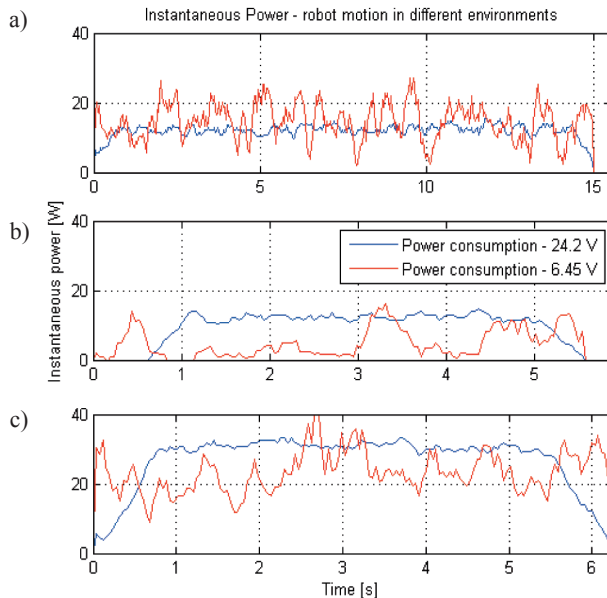 Instantaneous Power - robot motion in different environments
a)
40
20
0
0 5 10 15
b)
Instantaneous power [W]
40
20
0
Power consumption - 24.2 V
Power consumption - 6.45 V
0 1 2 3 4 5
c)
40
20
0
0 1 2 3 4 5 6
Time [s]